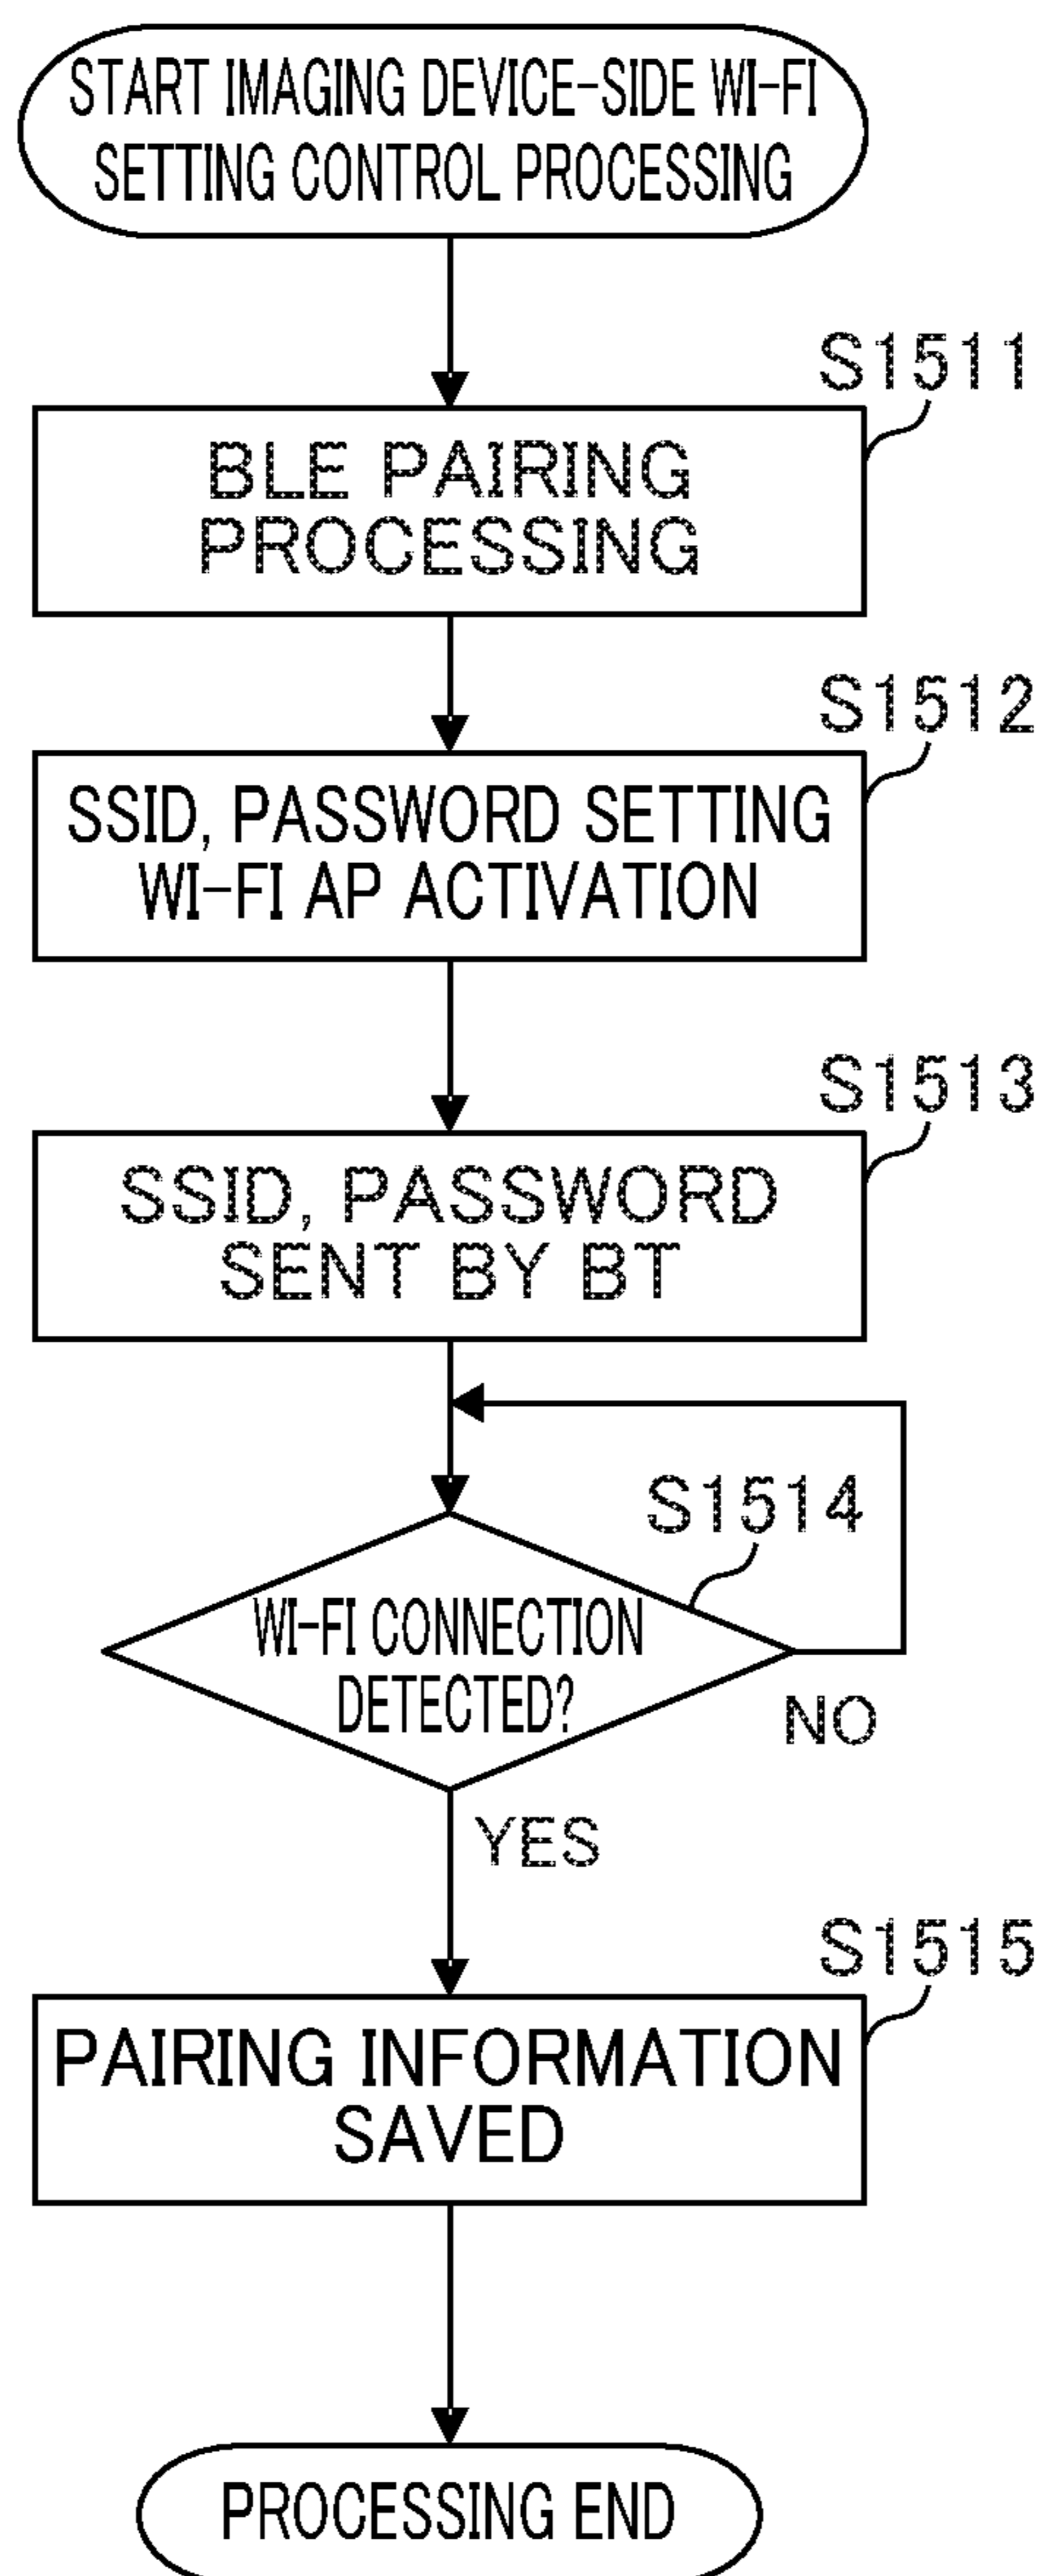 START IMAGING DEVICE-SIDE WI-FI
SETTING CONTROL PROCESSING
S1511
BLE PAIRING
PROCESSING
S1512
SSID, PASSWORD SETTING
WI-FI AP ACTIVATION
S1513
SSID, PASSWORD
SENT BY BT
S1514
WI-FI CONNECTION
DETECTED?
NO
YES
S1515
PAIRING INFORMATION
SAVED
PROCESSING END